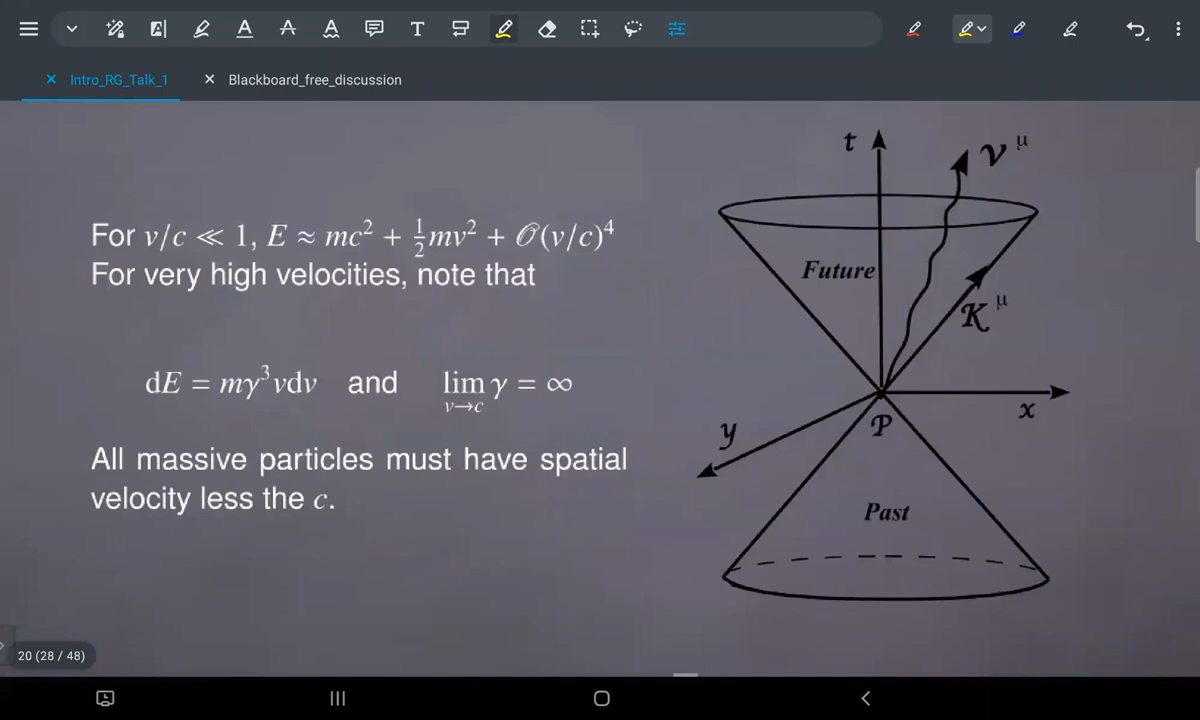 Intro_RG_Talk_1
Blackboard_free_discussion
For v/c ≪ 1, E ≈ mc² + ½mv² + 𝒪(v/c)⁴
For very high velocities, note that
dE = mγ³vdv and lim γ = ∞
v→c
All massive particles must have spatial
velocity less the c.
t
𝒱 μ
Future
K μ
x
y
P
Past
20 (28 / 48)